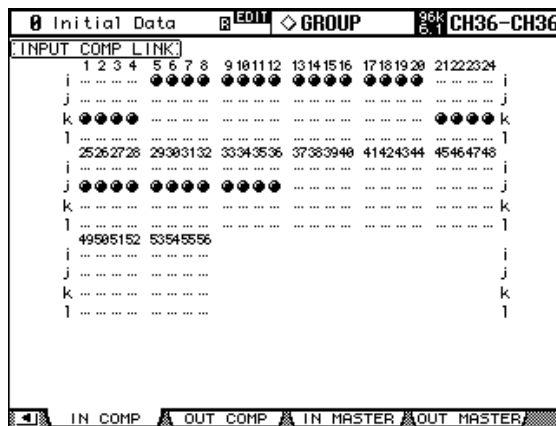 0 Initial Data EDIT ◇GROUP 96k 6.1 CH36-CH36
INPUT COMP LINK
1 2 3 4 5 6 7 8 9 10 11 12 13 14 15 16 17 18 19 20 21 22 23 24
i i
j j
k k
l
25 26 27 28 29 30 31 32 33 34 35 36 37 38 39 40 41 42 43 44 45 46 47 48
i i
j j
k k
l l
49 50 51 52 53 54 55 56
i i
j j
k k
l l
IN COMP OUT COMP IN MASTER OUT MASTER